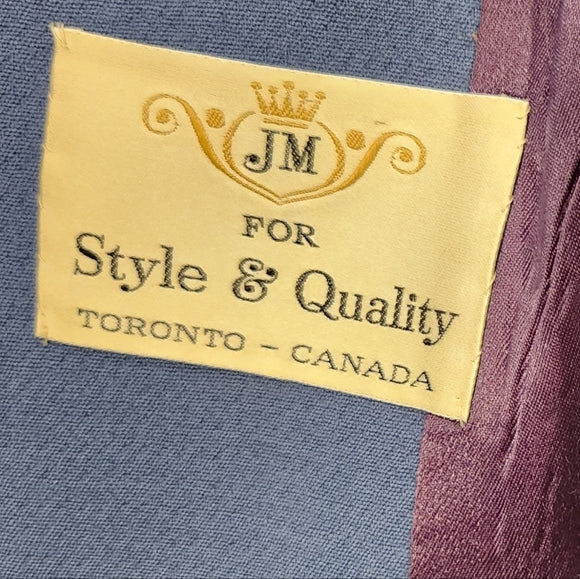 JM
FOR
Style & Quality
TORONTO - CANADA